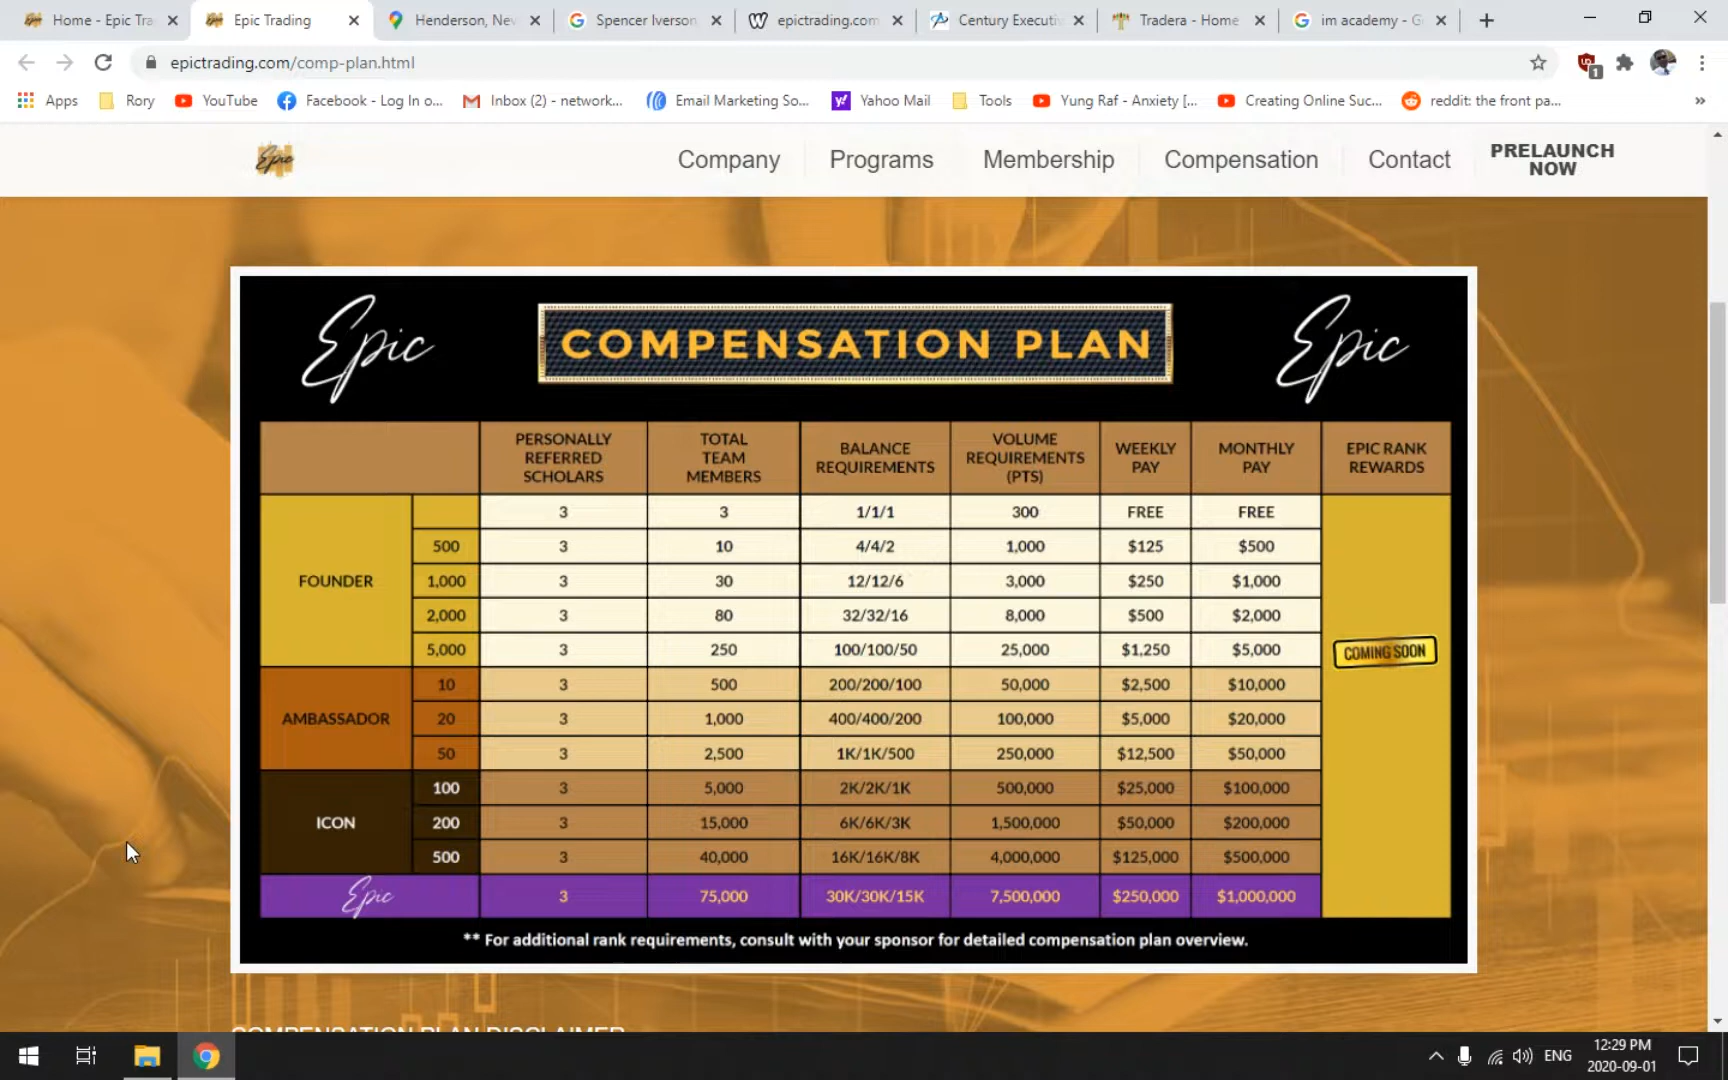 Home - Epic Tra
Epic Trading
Henderson, Nev
Spencer Iverson
epictrading.com
Century Executi
Tradera - Home
im academy - G
epictrading.com/comp-plan.html
1
Apps
Rory
YouTube
Facebook - Log In o...
Inbox (2) - network...
Email Marketing So...
Yahoo Mail
Tools
Yung Raf - Anxiety [...
Creating Online Suc...
reddit: the front pa...
»
Epic
Company
Programs
Membership
Compensation
Contact
PRELAUNCH
NOW
Epic
COMPENSATION PLAN
Epic
PERSONALLY REFERRED SCHOLARS
TOTAL TEAM MEMBERS
BALANCE REQUIREMENTS
VOLUME REQUIREMENTS (PTS)
WEEKLY PAY
MONTHLY PAY
EPIC RANK REWARDS
3 3 1/1/1 300 FREE FREE
500 3 10 4/4/2 1,000 $125 $500
FOUNDER 1,000 3 30 12/12/6 3,000 $250 $1,000
2,000 3 80 32/32/16 8,000 $500 $2,000
5,000 3 250 100/100/50 25,000 $1,250 $5,000
COMING SOON
10 3 500 200/200/100 50,000 $2,500 $10,000
AMBASSADOR 20 3 1,000 400/400/200 100,000 $5,000 $20,000
50 3 2,500 1K/1K/500 250,000 $12,500 $50,000
100 3 5,000 2K/2K/1K 500,000 $25,000 $100,000
ICON 200 3 15,000 6K/6K/3K 1,500,000 $50,000 $200,000
500 3 40,000 16K/16K/8K 4,000,000 $125,000 $500,000
Epic 3 75,000 30K/30K/15K 7,500,000 $250,000 $1,000,000
** For additional rank requirements, consult with your sponsor for detailed compensation plan overview.
COMPENSATION PLAN DISCLAIMER
ENG
12:29 PM
2020-09-01